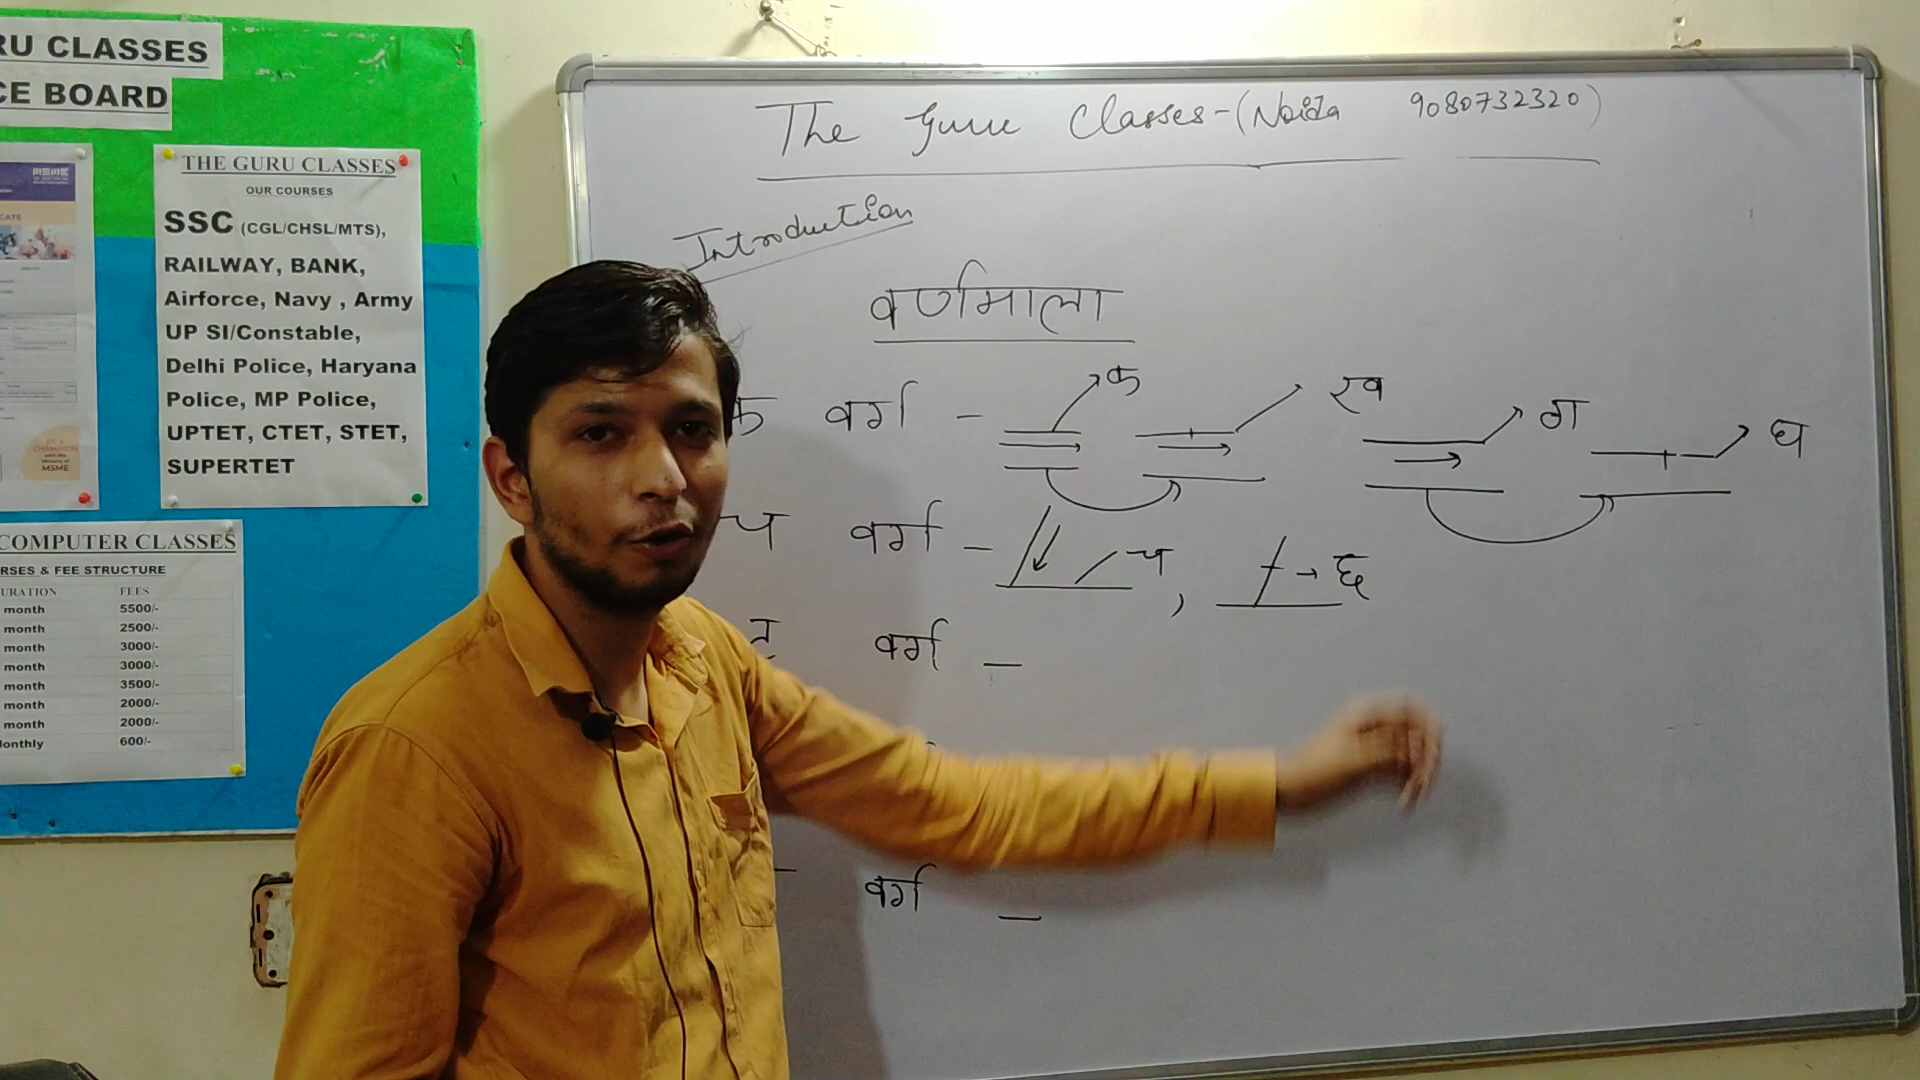 RU CLASSES
CE BOARD
THE GURU CLASSES
OUR COURSES
SSC (CGL/CHSL/MTS),
RAILWAY, BANK,
Airforce, Navy , Army
UP SI/Constable,
Delhi Police, Haryana
Police, MP Police,
UPTET, CTET, STET,
SUPERTET
MSME
COMPUTER CLASSES
RSES & FEE STRUCTURE
URATION FEES
month 5500/-
month 2500/-
month 3000/-
month 3000/-
month 3500/-
month 2000/-
month 2000/-
onthly 600/-
The Guru Classes-(Noida 9080732320)
Introduction
वर्णमाला
क वर्ग - क ख ग घ
च वर्ग - च , छ
ट वर्ग -
वर्ग -